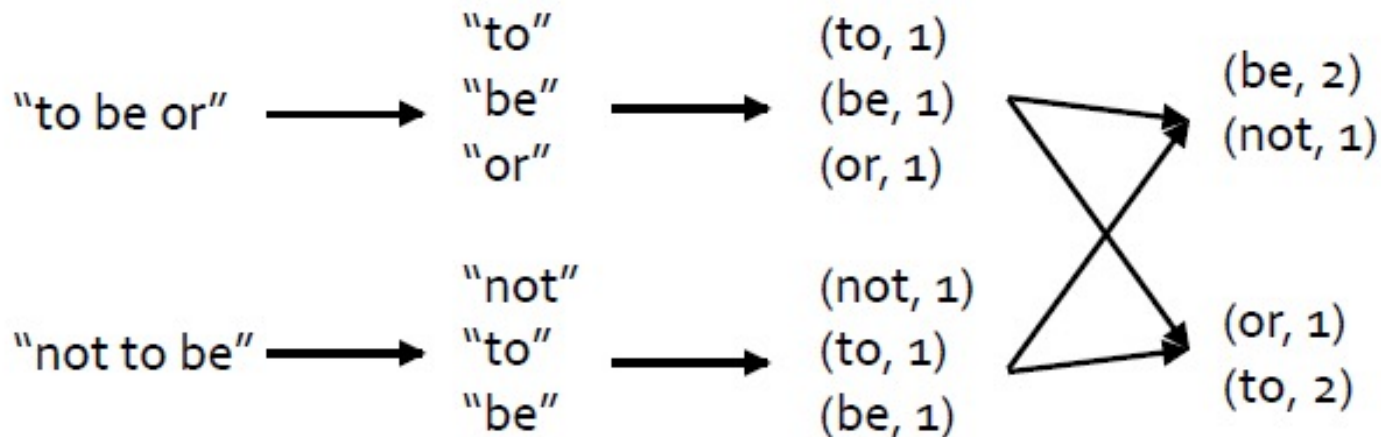 “to be or”
“to”
“be”
“or”
(to, 1)
(be, 1)
(or, 1)
(be, 2)
(not, 1)
“not to be”
“not”
“to”
“be”
(not, 1)
(to, 1)
(be, 1)
(or, 1)
(to, 2)